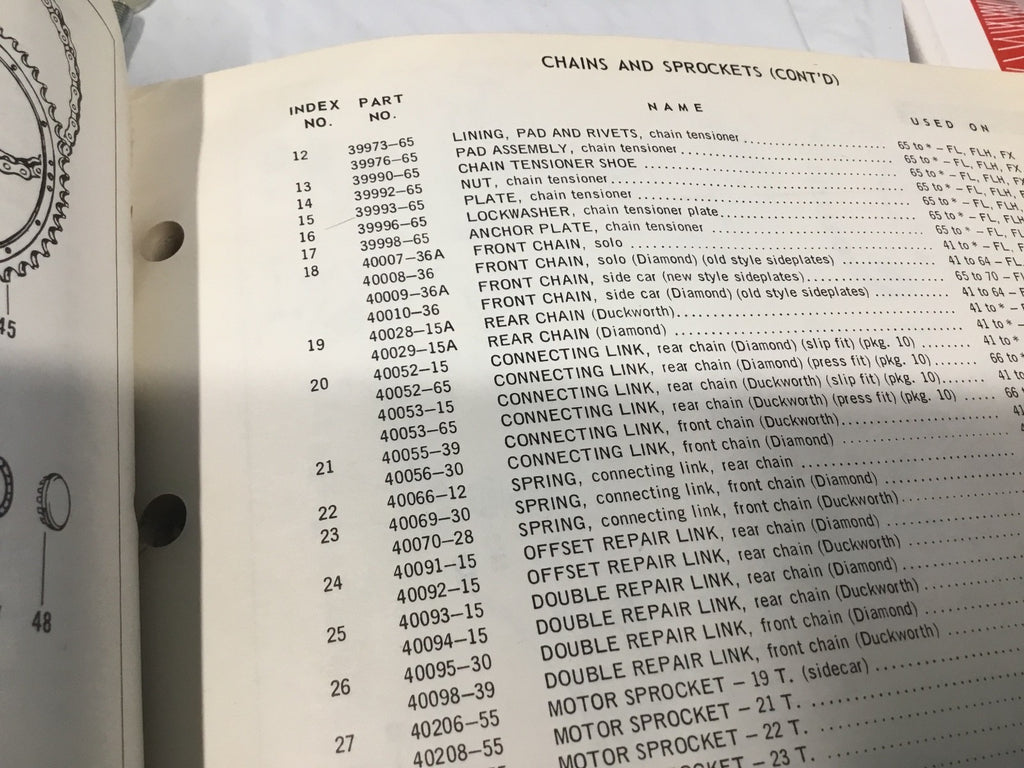 CHAINS AND SPROCKETS (CONT'D)
INDEX NO. PART NO. NAME USED ON
12 39973–65 LINING, PAD AND RIVETS, chain tensioner 65 to * – FL, FLH, FX
39976–65 PAD ASSEMBLY, chain tensioner 65 to * – FL, FLH, FX
39990–65 CHAIN TENSIONER SHOE 65 to * – FL, FLH,
13 39992–65 NUT, chain tensioner 65 to * – FL, FLH,
14 39993–65 PLATE, chain tensioner 65 to * – FL, FLH,
15 39996–65 LOCKWASHER, chain tensioner plate 65 to * – FL,
16 39998–65 ANCHOR PLATE, chain tensioner 65 to * – FL,
17 40007–36A FRONT CHAIN, solo 41 to * – FL,
18 40008–36 FRONT CHAIN, solo (Diamond) (old style sideplates) 41 to 64 – FL
40009–36A FRONT CHAIN, side car (new style sideplates) 65 to 70 –
40010–36 FRONT CHAIN, side car (Diamond) (old style sideplates) 41 to 64 –
40028–15A REAR CHAIN (Duckworth) 41 to * –
19 40029–15A REAR CHAIN (Diamond) 41 to * –
40052–15 CONNECTING LINK, rear chain (Diamond) (slip fit) (pkg. 10) 41 to *
20 40052–65 CONNECTING LINK, rear chain (Diamond) (press fit) (pkg. 10) 66 to
40053–15 CONNECTING LINK, rear chain (Duckworth) (slip fit) (pkg. 10) 41 to
40053–65 CONNECTING LINK, rear chain (Duckworth) (press fit) (pkg. 10) 66
40055–39 CONNECTING LINK, front chain (Duckworth) 41
21 40056–30 CONNECTING LINK, front chain (Diamond)
40066–12 SPRING, connecting link, rear chain
22 40069–30 SPRING, connecting link, front chain (Diamond)
23 40070–28 SPRING, connecting link, front chain (Duckworth)
40091–15 OFFSET REPAIR LINK, rear chain (Diamond)
24 40092–15 OFFSET REPAIR LINK, rear chain (Duckworth)
40093–15 DOUBLE REPAIR LINK, rear chain (Diamond)
25 40094–15 DOUBLE REPAIR LINK, rear chain (Duckworth)
40095–30 DOUBLE REPAIR LINK, front chain (Diamond)
26 40098–39 DOUBLE REPAIR LINK, front chain (Duckworth)
40206–55 MOTOR SPROCKET – 19 T. (sidecar)
27 40208–55 MOTOR SPROCKET – 21 T.
MOTOR SPROCKET – 22 T.
SPROCKET – 23 T.
45
48